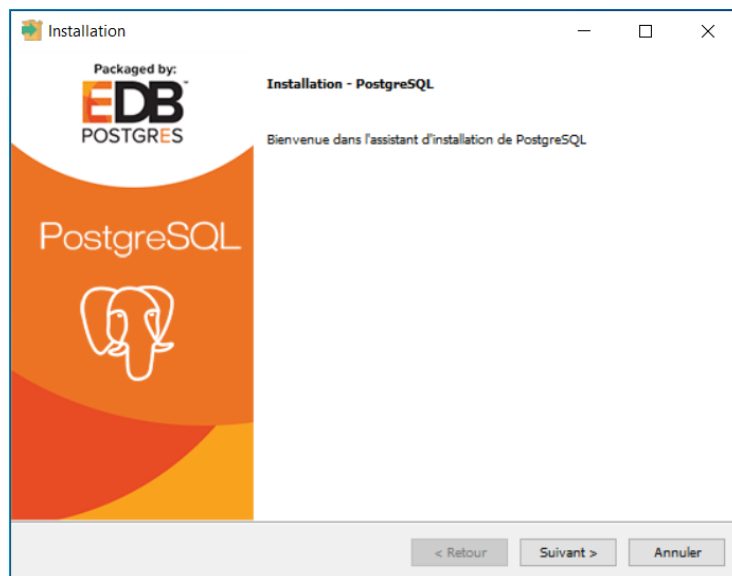 Installation
Packaged by:
EDB
POSTGRES
PostgreSQL
Installation - PostgreSQL
Bienvenue dans l'assistant d'installation de PostgreSQL
< Retour
Suivant >
Annuler